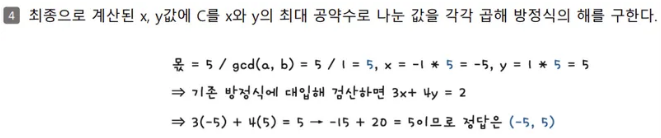 4 최종으로 계산된 x, y값에 C를 x와 y의 최대 공약수로 나눈 값을 각각 곱해 방정식의 해를 구한다.
몫 = 5 / gcd(a, b) = 5 / 1 = 5, x = -1 * 5 = -5, y = 1 * 5 = 5
⇒ 기존 방정식에 대입해 검산하면 3x+ 4y = 2
⇒ 3(-5) + 4(5) = 5 → -15 + 20 = 5이므로 정답은 (-5, 5)